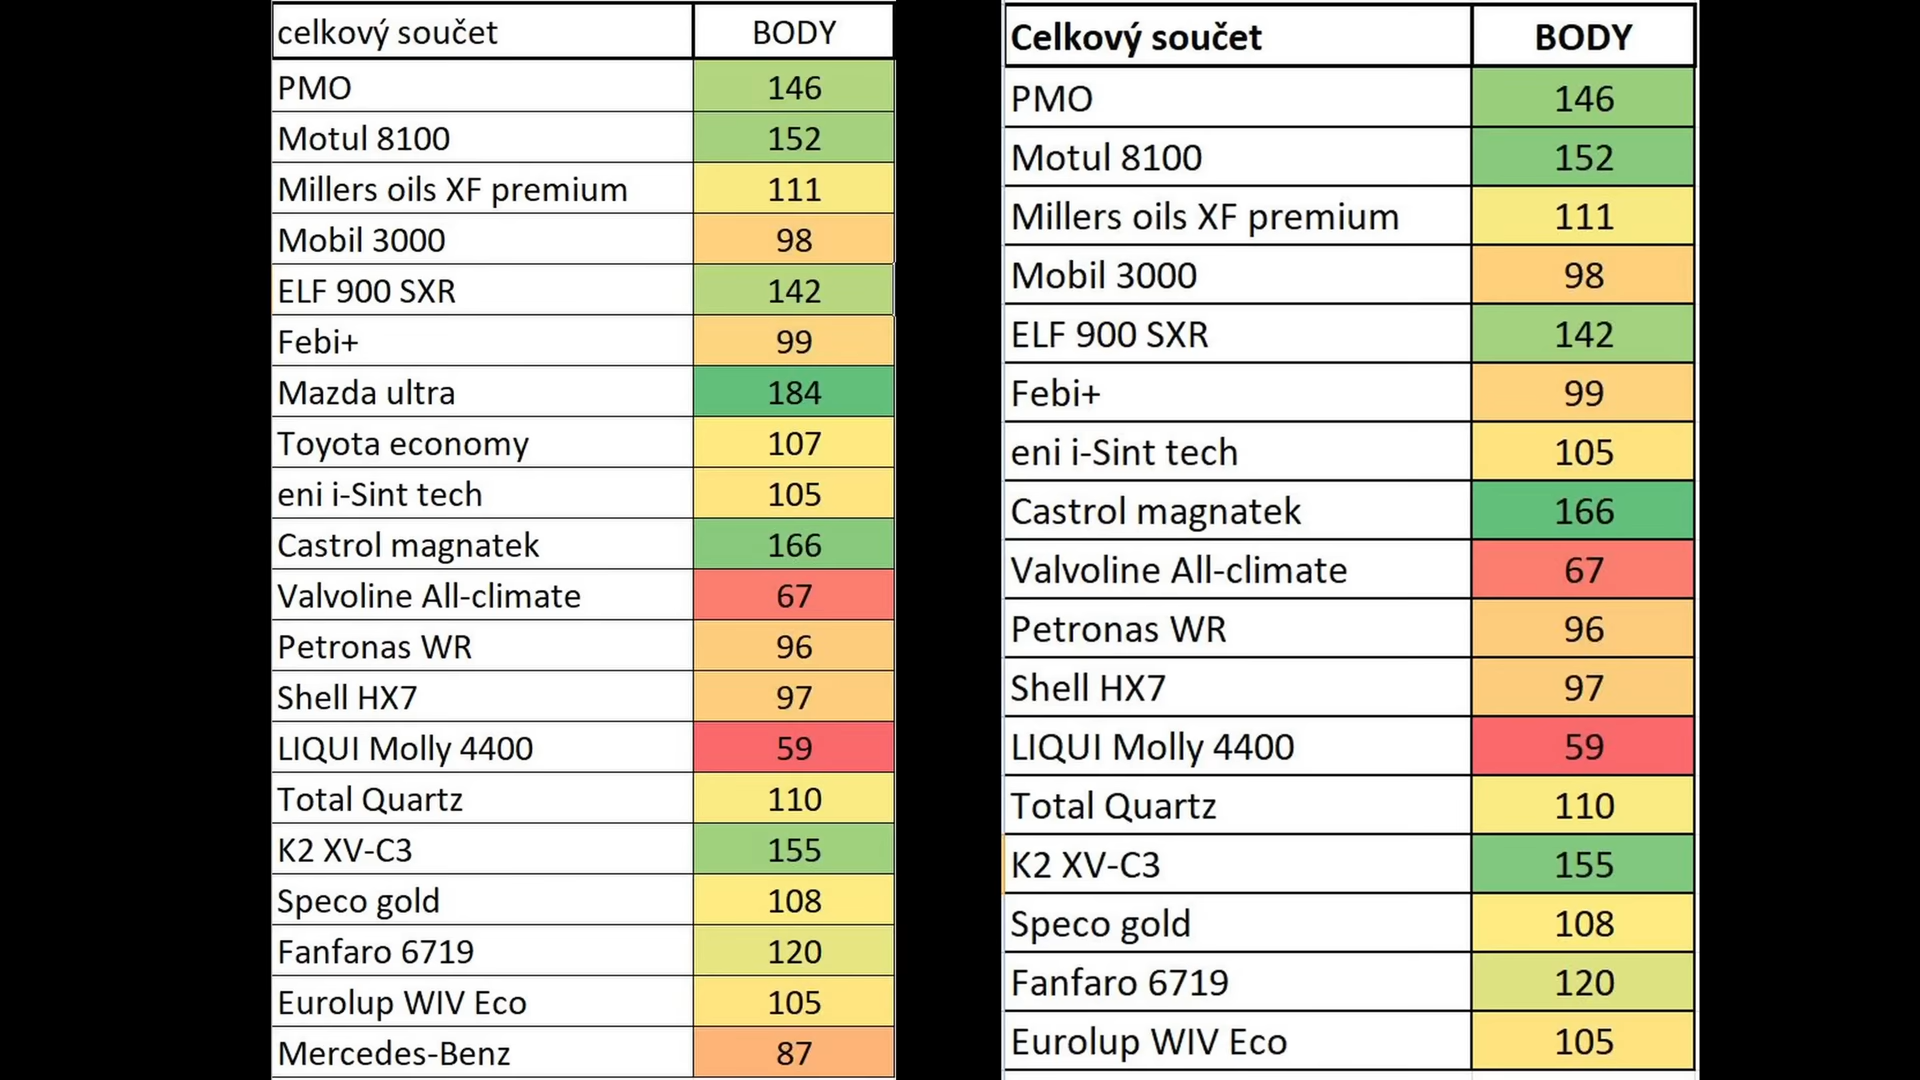 celkový součet BODY
PMO 146
Motul 8100 152
Millers oils XF premium 111
Mobil 3000 98
ELF 900 SXR 142
Febi+ 99
Mazda ultra 184
Toyota economy 107
eni i-Sint tech 105
Castrol magnatek 166
Valvoline All-climate 67
Petronas WR 96
Shell HX7 97
LIQUI Molly 4400 59
Total Quartz 110
K2 XV-C3 155
Speco gold 108
Fanfaro 6719 120
Eurolup WIV Eco 105
Mercedes-Benz 87
Celkový součet BODY
PMO 146
Motul 8100 152
Millers oils XF premium 111
Mobil 3000 98
ELF 900 SXR 142
Febi+ 99
eni i-Sint tech 105
Castrol magnatek 166
Valvoline All-climate 67
Petronas WR 96
Shell HX7 97
LIQUI Molly 4400 59
Total Quartz 110
K2 XV-C3 155
Speco gold 108
Fanfaro 6719 120
Eurolup WIV Eco 105